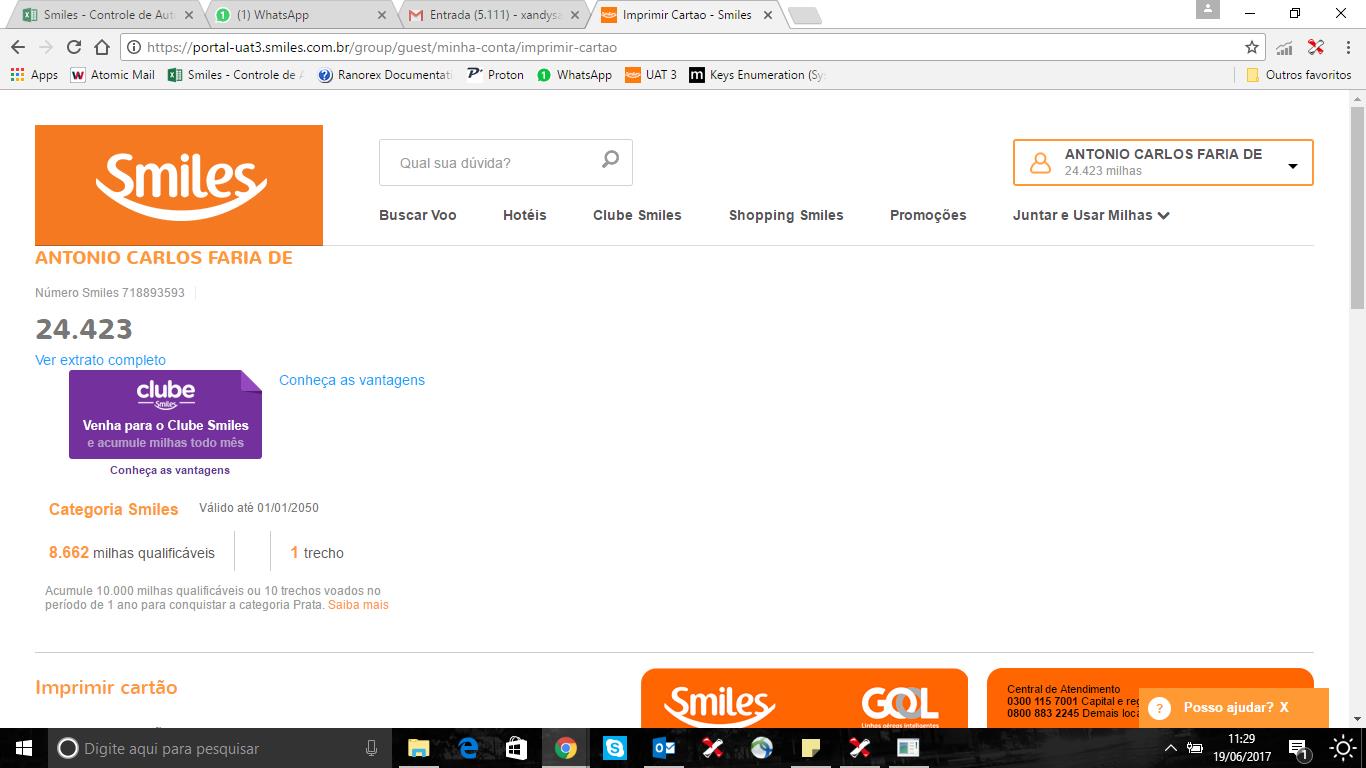 Smiles - Controle de Aut
(1) WhatsApp
Entrada (5.111) - xandysa
Imprimir Cartao - Smiles
https://portal-uat3.smiles.com.br/group/guest/minha-conta/imprimir-cartao
Apps
Atomic Mail
Smiles - Controle de A
Ranorex Documentati
Proton
WhatsApp
UAT 3
Keys Enumeration (Sy
Outros favoritos
Smiles
Qual sua dúvida?
ANTONIO CARLOS FARIA DE
24.423 milhas
Buscar Voo
Hotéis
Clube Smiles
Shopping Smiles
Promoções
Juntar e Usar Milhas
ANTONIO CARLOS FARIA DE
Número Smiles 718893593
24.423
Ver extrato completo
clube
Smiles
Venha para o Clube Smiles
e acumule milhas todo mês
Conheça as vantagens
Conheça as vantagens
Categoria Smiles Válido até 01/01/2050
8.662 milhas qualificáveis
1 trecho
Acumule 10.000 milhas qualificáveis ou 10 trechos voados no
período de 1 ano para conquistar a categoria Prata. Saiba mais
Imprimir cartão
Smiles
GOL
Linhas aéreas inteligentes
Central de Atendimento
0300 115 7001 Capital e reg
0800 883 2245 Demais loca
? Posso ajudar? X
Digite aqui para pesquisar
11:29
19/06/2017
1